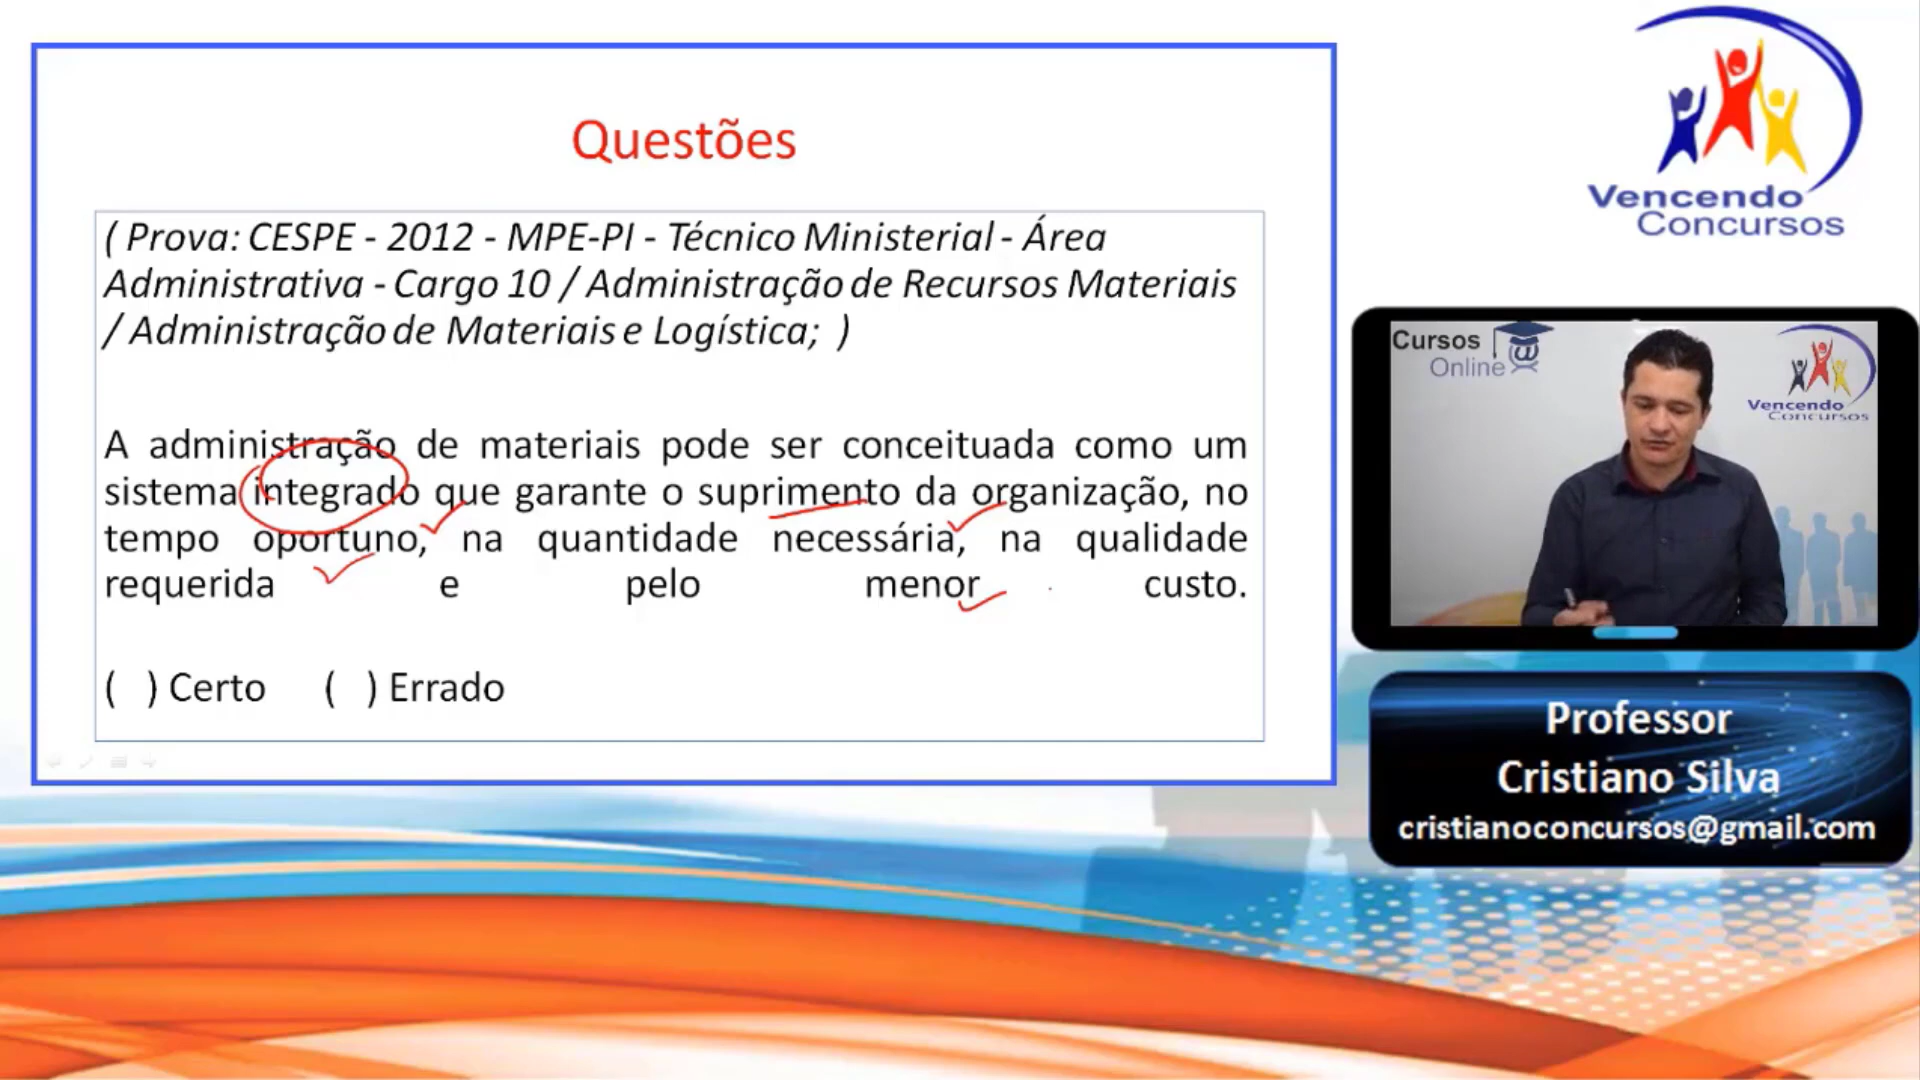 Questões
( Prova: CESPE - 2012 - MPE-PI - Técnico Ministerial - Área
Administrativa - Cargo 10 / Administração de Recursos Materiais
/ Administração de Materiais e Logística;  )
A administração de materiais pode ser conceituada como um
sistema integrado que garante o suprimento da organização, no
tempo oportuno, na quantidade necessária, na qualidade
requerida e pelo menor custo.
(  ) Certo (  ) Errado
Vencendo
Concursos
Cursos
Online
Vencendo
Concursos
Professor
Cristiano Silva
cristianoconcursos@gmail.com